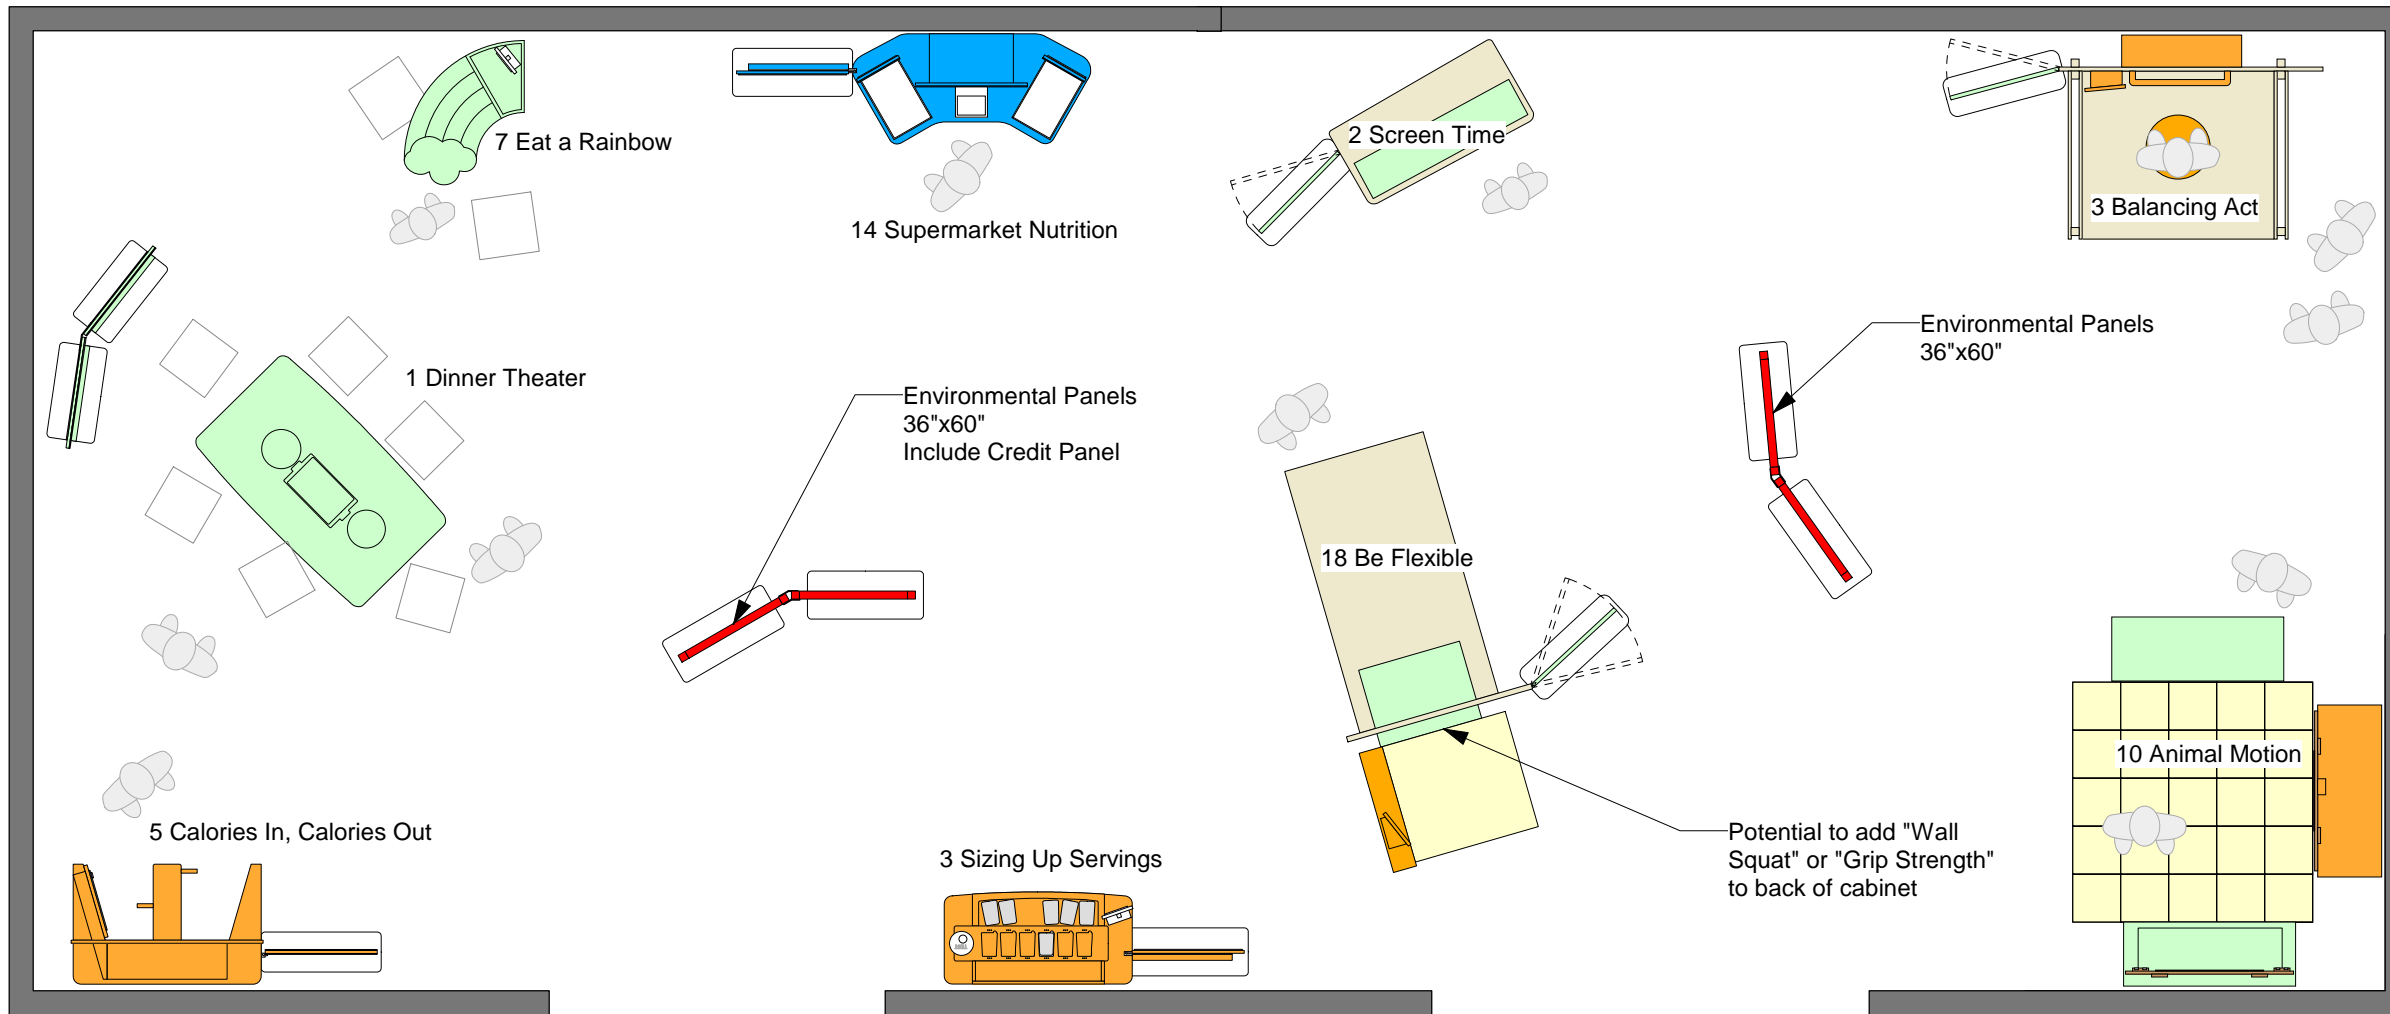 7 Eat a Rainbow
2 Screen Time
3 Balancing Act
14 Supermarket Nutrition
Environmental Panels
36"x60"
1 Dinner Theater
Environmental Panels
36"x60"
Include Credit Panel
18 Be Flexible
10 Animal Motion
5 Calories In, Calories Out
3 Sizing Up Servings
Potential to add "Wall
Squat" or "Grip Strength"
to back of cabinet